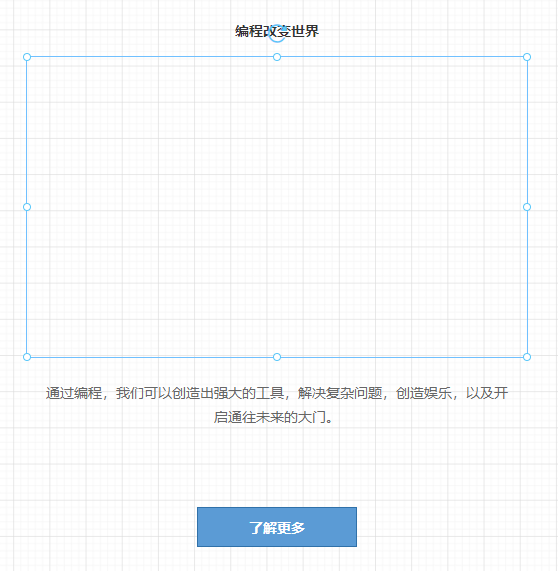 编程改变世界
通过编程，我们可以创造出强大的工具，解决复杂问题，创造娱乐，以及开
启通往未来的大门。
了解更多